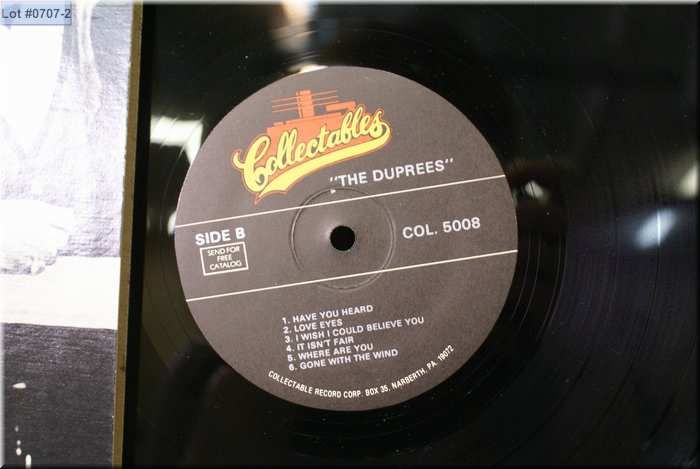 Lot #0707-2
Collectables
"THE DUPREES"
SIDE B
COL. 5008
SEND FOR
FREE
CATALOG
1. HAVE YOU HEARD
2. LOVE EYES
3. I WISH I COULD BELIEVE YOU
4. IT ISN'T FAIR
5. WHERE ARE YOU
6. GONE WITH THE WIND
COLLECTABLE RECORD CORP. BOX 35, NARBERTH, PA. 19072